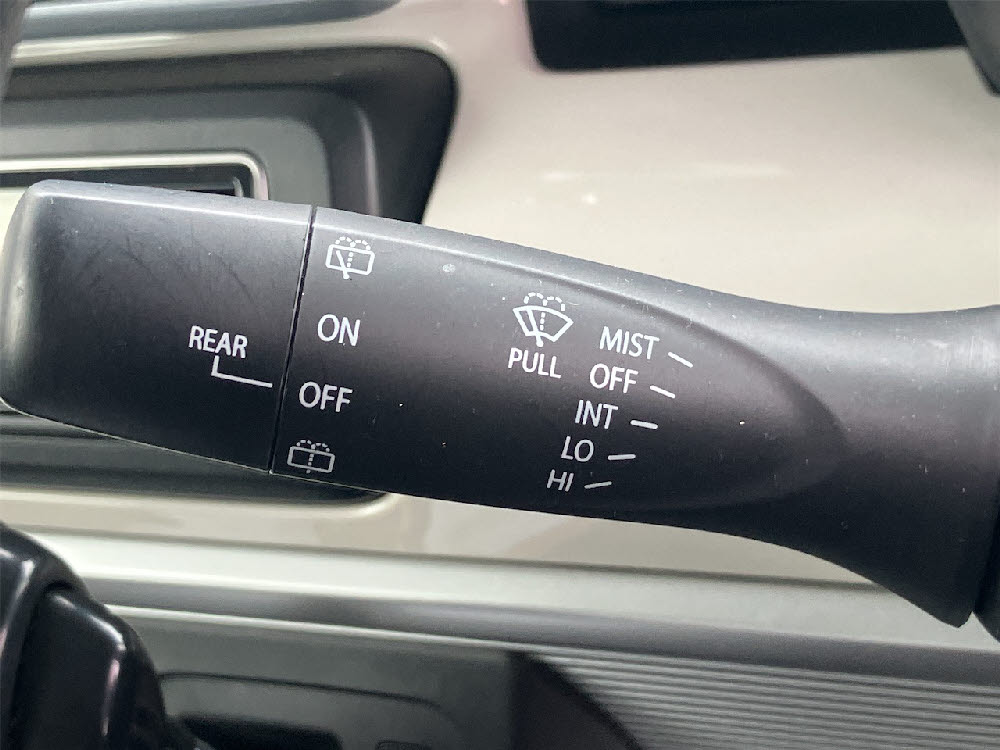 REAR
ON
OFF
PULL
MIST
OFF
INT
LO
HI